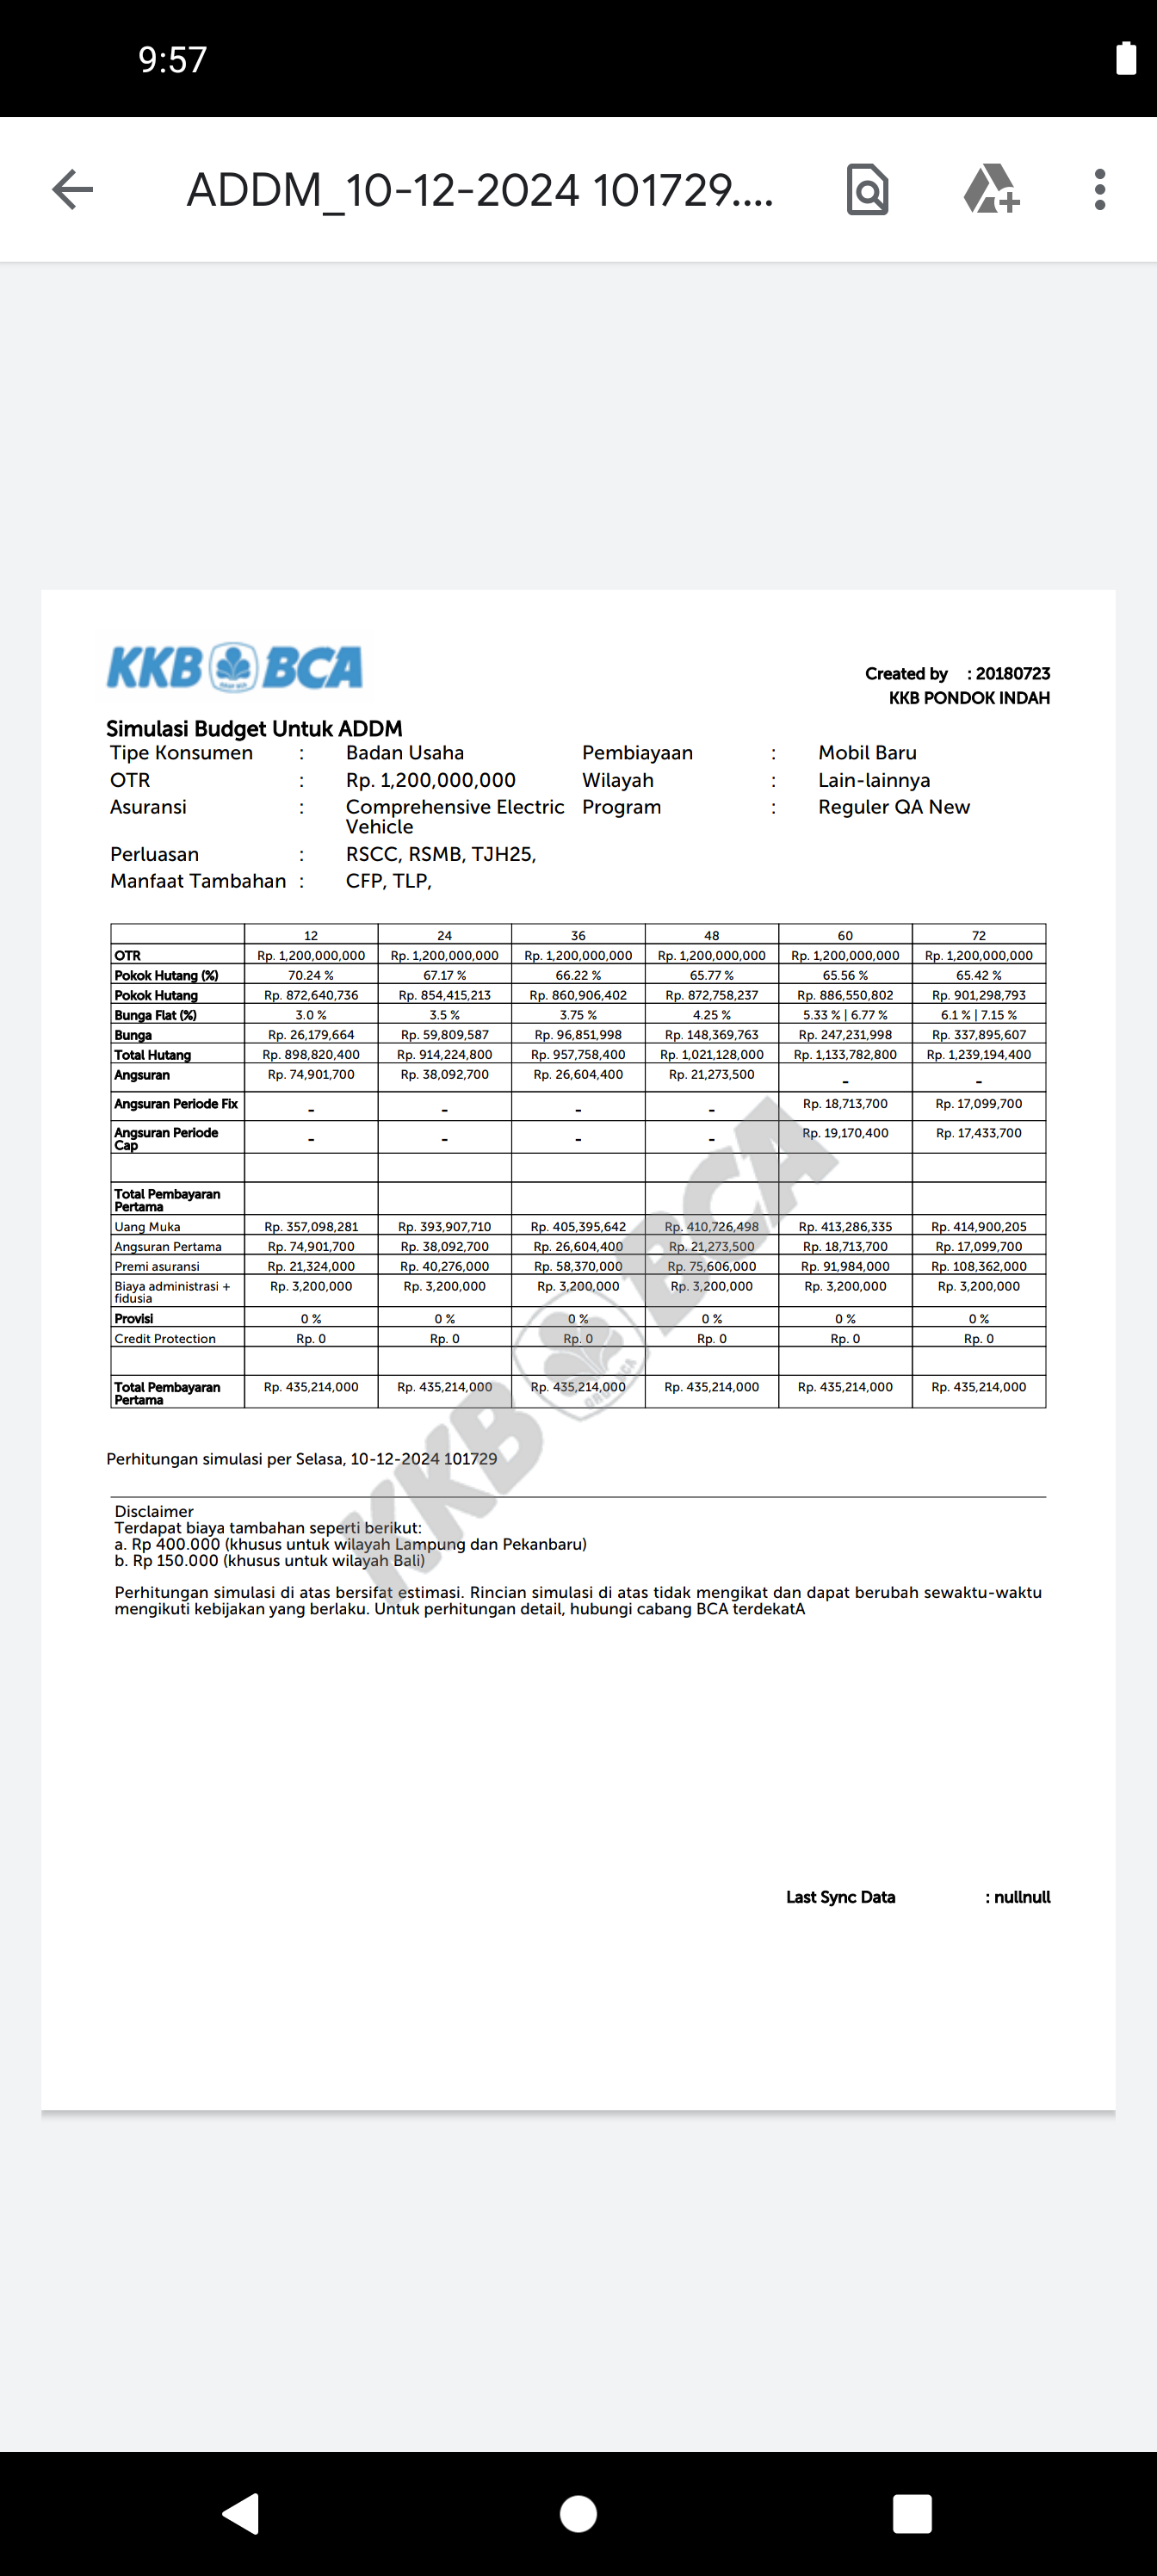 9:57
ADDM_10-12-2024 101729....
KKB BCA
Created by : 20180723
KKB PONDOK INDAH
Simulasi Budget Untuk ADDM
Tipe Konsumen : Badan Usaha Pembiayaan : Mobil Baru
OTR : Rp. 1,200,000,000 Wilayah : Lain-lainnya
Asuransi : Comprehensive Electric Program : Reguler QA New
Vehicle
Perluasan : RSCC, RSMB, TJH25,
Manfaat Tambahan : CFP, TLP,
12 24 36 48 60 72
OTR Rp. 1,200,000,000 Rp. 1,200,000,000 Rp. 1,200,000,000 Rp. 1,200,000,000 Rp. 1,200,000,000 Rp. 1,200,000,000
Pokok Hutang (%) 70.24 % 67.17 % 66.22 % 65.77 % 65.56 % 65.42 %
Pokok Hutang Rp. 872,640,736 Rp. 854,415,213 Rp. 860,906,402 Rp. 872,758,237 Rp. 886,550,802 Rp. 901,298,793
Bunga Flat (%) 3.0 % 3.5 % 3.75 % 4.25 % 5.33 % | 6.77 % 6.1 % | 7.15 %
Bunga Rp. 26,179,664 Rp. 59,809,587 Rp. 96,851,998 Rp. 148,369,763 Rp. 247,231,998 Rp. 337,895,607
Total Hutang Rp. 898,820,400 Rp. 914,224,800 Rp. 957,758,400 Rp. 1,021,128,000 Rp. 1,133,782,800 Rp. 1,239,194,400
Angsuran Rp. 74,901,700 Rp. 38,092,700 Rp. 26,604,400 Rp. 21,273,500 - -
Angsuran Periode Fix - - - - Rp. 18,713,700 Rp. 17,099,700
Angsuran Periode - - - - Rp. 19,170,400 Rp. 17,433,700
Cap
Total Pembayaran
Pertama
Uang Muka Rp. 357,098,281 Rp. 393,907,710 Rp. 405,395,642 Rp. 410,726,498 Rp. 413,286,335 Rp. 414,900,205
Angsuran Pertama Rp. 74,901,700 Rp. 38,092,700 Rp. 26,604,400 Rp. 21,273,500 Rp. 18,713,700 Rp. 17,099,700
Premi asuransi Rp. 21,324,000 Rp. 40,276,000 Rp. 58,370,000 Rp. 75,606,000 Rp. 91,984,000 Rp. 108,362,000
Biaya administrasi + Rp. 3,200,000 Rp. 3,200,000 Rp. 3,200,000 Rp. 3,200,000 Rp. 3,200,000 Rp. 3,200,000
fidusia
Provisi 0 % 0 % 0 % 0 % 0 % 0 %
Credit Protection Rp. 0 Rp. 0 Rp. 0 Rp. 0 Rp. 0 Rp. 0
Total Pembayaran Rp. 435,214,000 Rp. 435,214,000 Rp. 435,214,000 Rp. 435,214,000 Rp. 435,214,000 Rp. 435,214,000
Pertama
KKB BCA
Perhitungan simulasi per Selasa, 10-12-2024 101729
Disclaimer
Terdapat biaya tambahan seperti berikut:
a. Rp 400.000 (khusus untuk wilayah Lampung dan Pekanbaru)
b. Rp 150.000 (khusus untuk wilayah Bali)
Perhitungan simulasi di atas bersifat estimasi. Rincian simulasi di atas tidak mengikat dan dapat berubah sewaktu-waktu
mengikuti kebijakan yang berlaku. Untuk perhitungan detail, hubungi cabang BCA terdekatA
Last Sync Data : nullnull